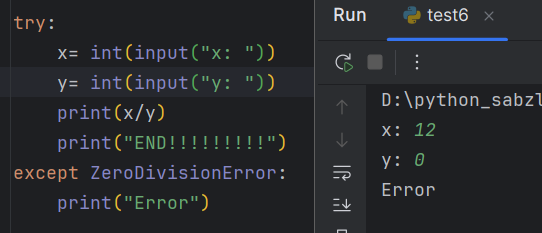 try:
    x= int(input("x: "))
    y= int(input("y: "))
    print(x/y)
    print("END!!!!!!!!!")
except ZeroDivisionError:
    print("Error")
Run
test6
D:\python_sabzl
x: 12
y: 0
Error